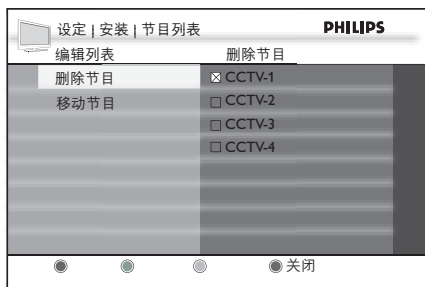 设定 | 安装 | 节目列表 PHILIPS
编辑列表 删除节目
删除节目 CCTV-1
移动节目 CCTV-2
CCTV-3
CCTV-4
关闭